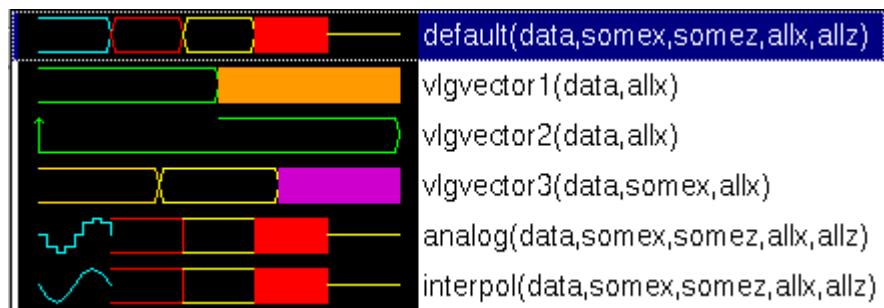 default(data,somex,somez,allx,allz)
vlgvector1(data,allx)
vlgvector2(data,allx)
vlgvector3(data,somex,allx)
analog(data,somex,somez,allx,allz)
interpol(data,somex,somez,allx,allz)